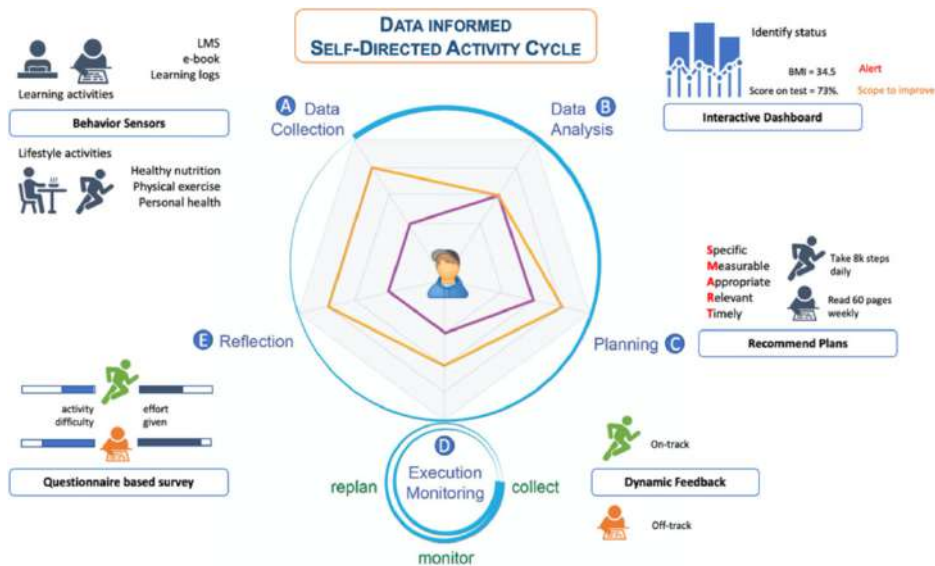 DATA INFORMED
SELF-DIRECTED ACTIVITY CYCLE
LMS
e-book
Learning logs
Learning activities
Behavior Sensors
Lifestyle activities
Healthy nutrition
Physical exercise
Personal health
A Data
Collection
Data B
Analysis
Identify status
BMI = 34.5 Alert
Score on test = 73%. Scope to improve
Interactive Dashboard
Specific
Measurable
Appropriate
Relevant
Timely
Take 8k steps
daily
Read 60 pages
weekly
Recommend Plans
Planning C
E Reflection
activity
difficulty
effort
given
Questionnaire based survey
D
Execution
Monitoring
replan
collect
monitor
On-track
Dynamic Feedback
Off-track